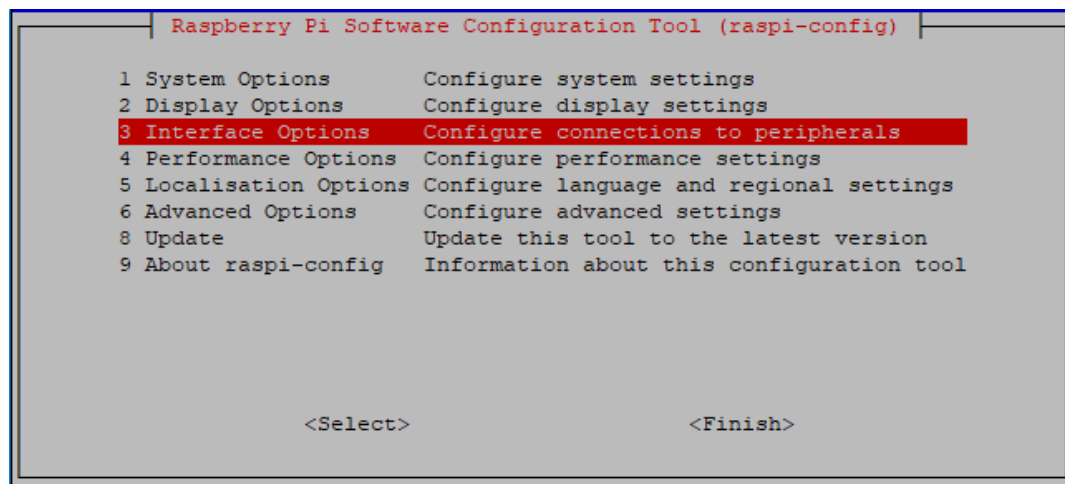 Raspberry Pi Software Configuration Tool (raspi-config)
1 System Options Configure system settings
2 Display Options Configure display settings
3 Interface Options Configure connections to peripherals
4 Performance Options Configure performance settings
5 Localisation Options Configure language and regional settings
6 Advanced Options Configure advanced settings
8 Update Update this tool to the latest version
9 About raspi-config Information about this configuration tool
<Select> <Finish>